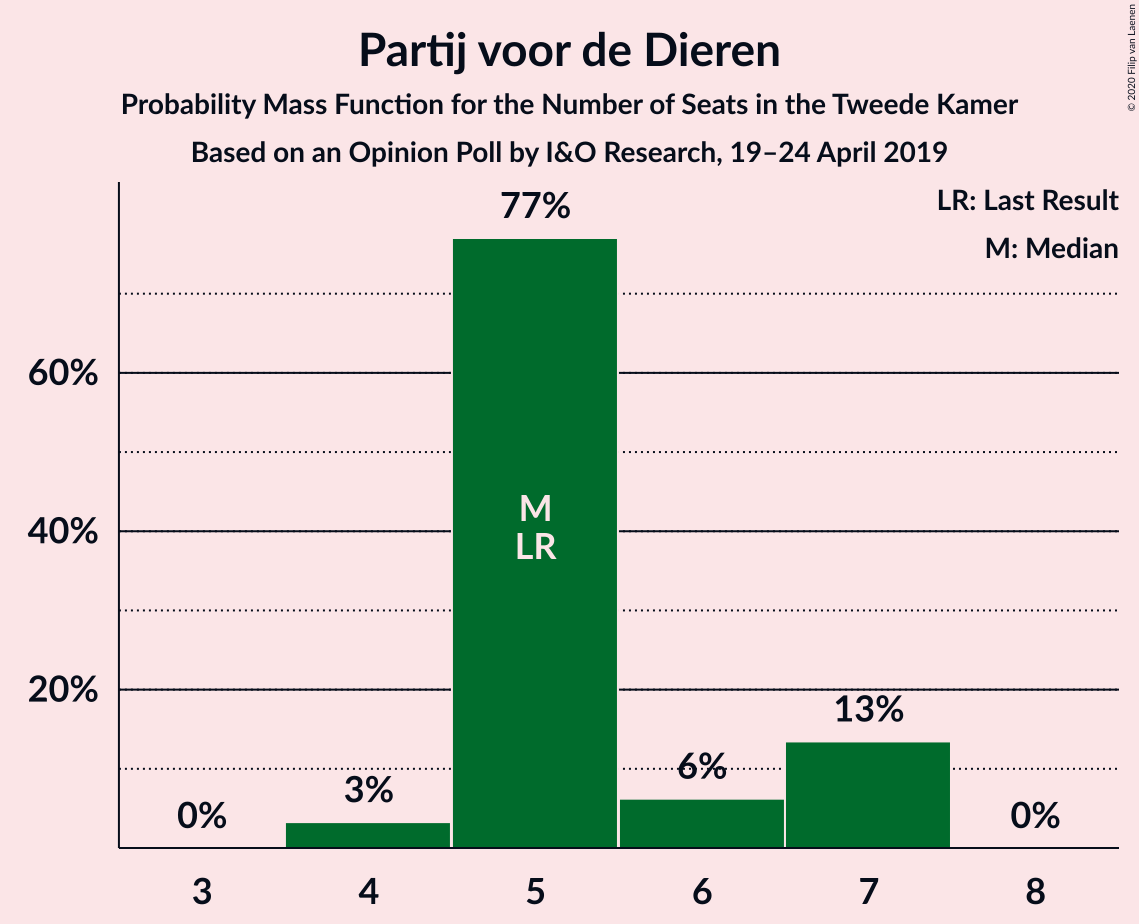 Partij voor de Dieren
Probability Mass Function for the Number of Seats in the Tweede Kamer
Based on an Opinion Poll by I&O Research, 19–24 April 2019
© 2020 Filip van Laenen
LR: Last Result
M: Median
77%
60%
40%
20%
M
LR
0%
3%
6%
13%
0%
3 4 5 6 7 8